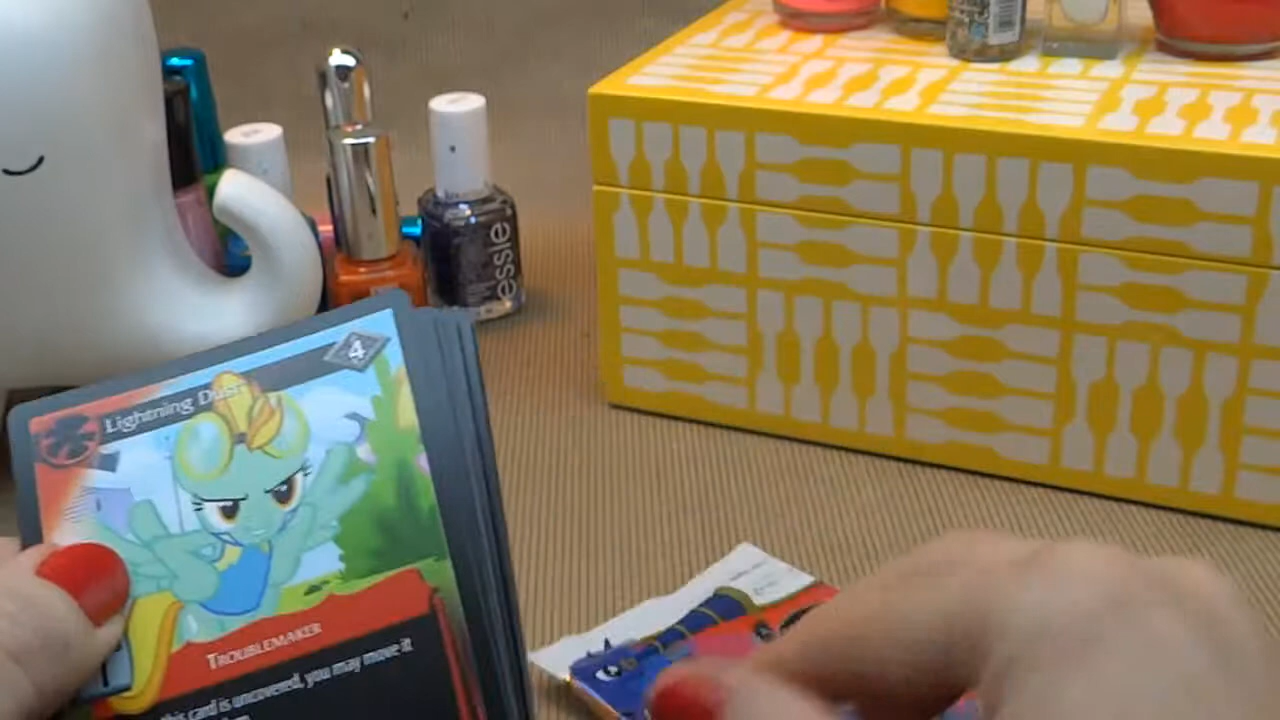 essie
4
Lightning Dust
TROUBLEMAKER
this card is uncovered, you may move it